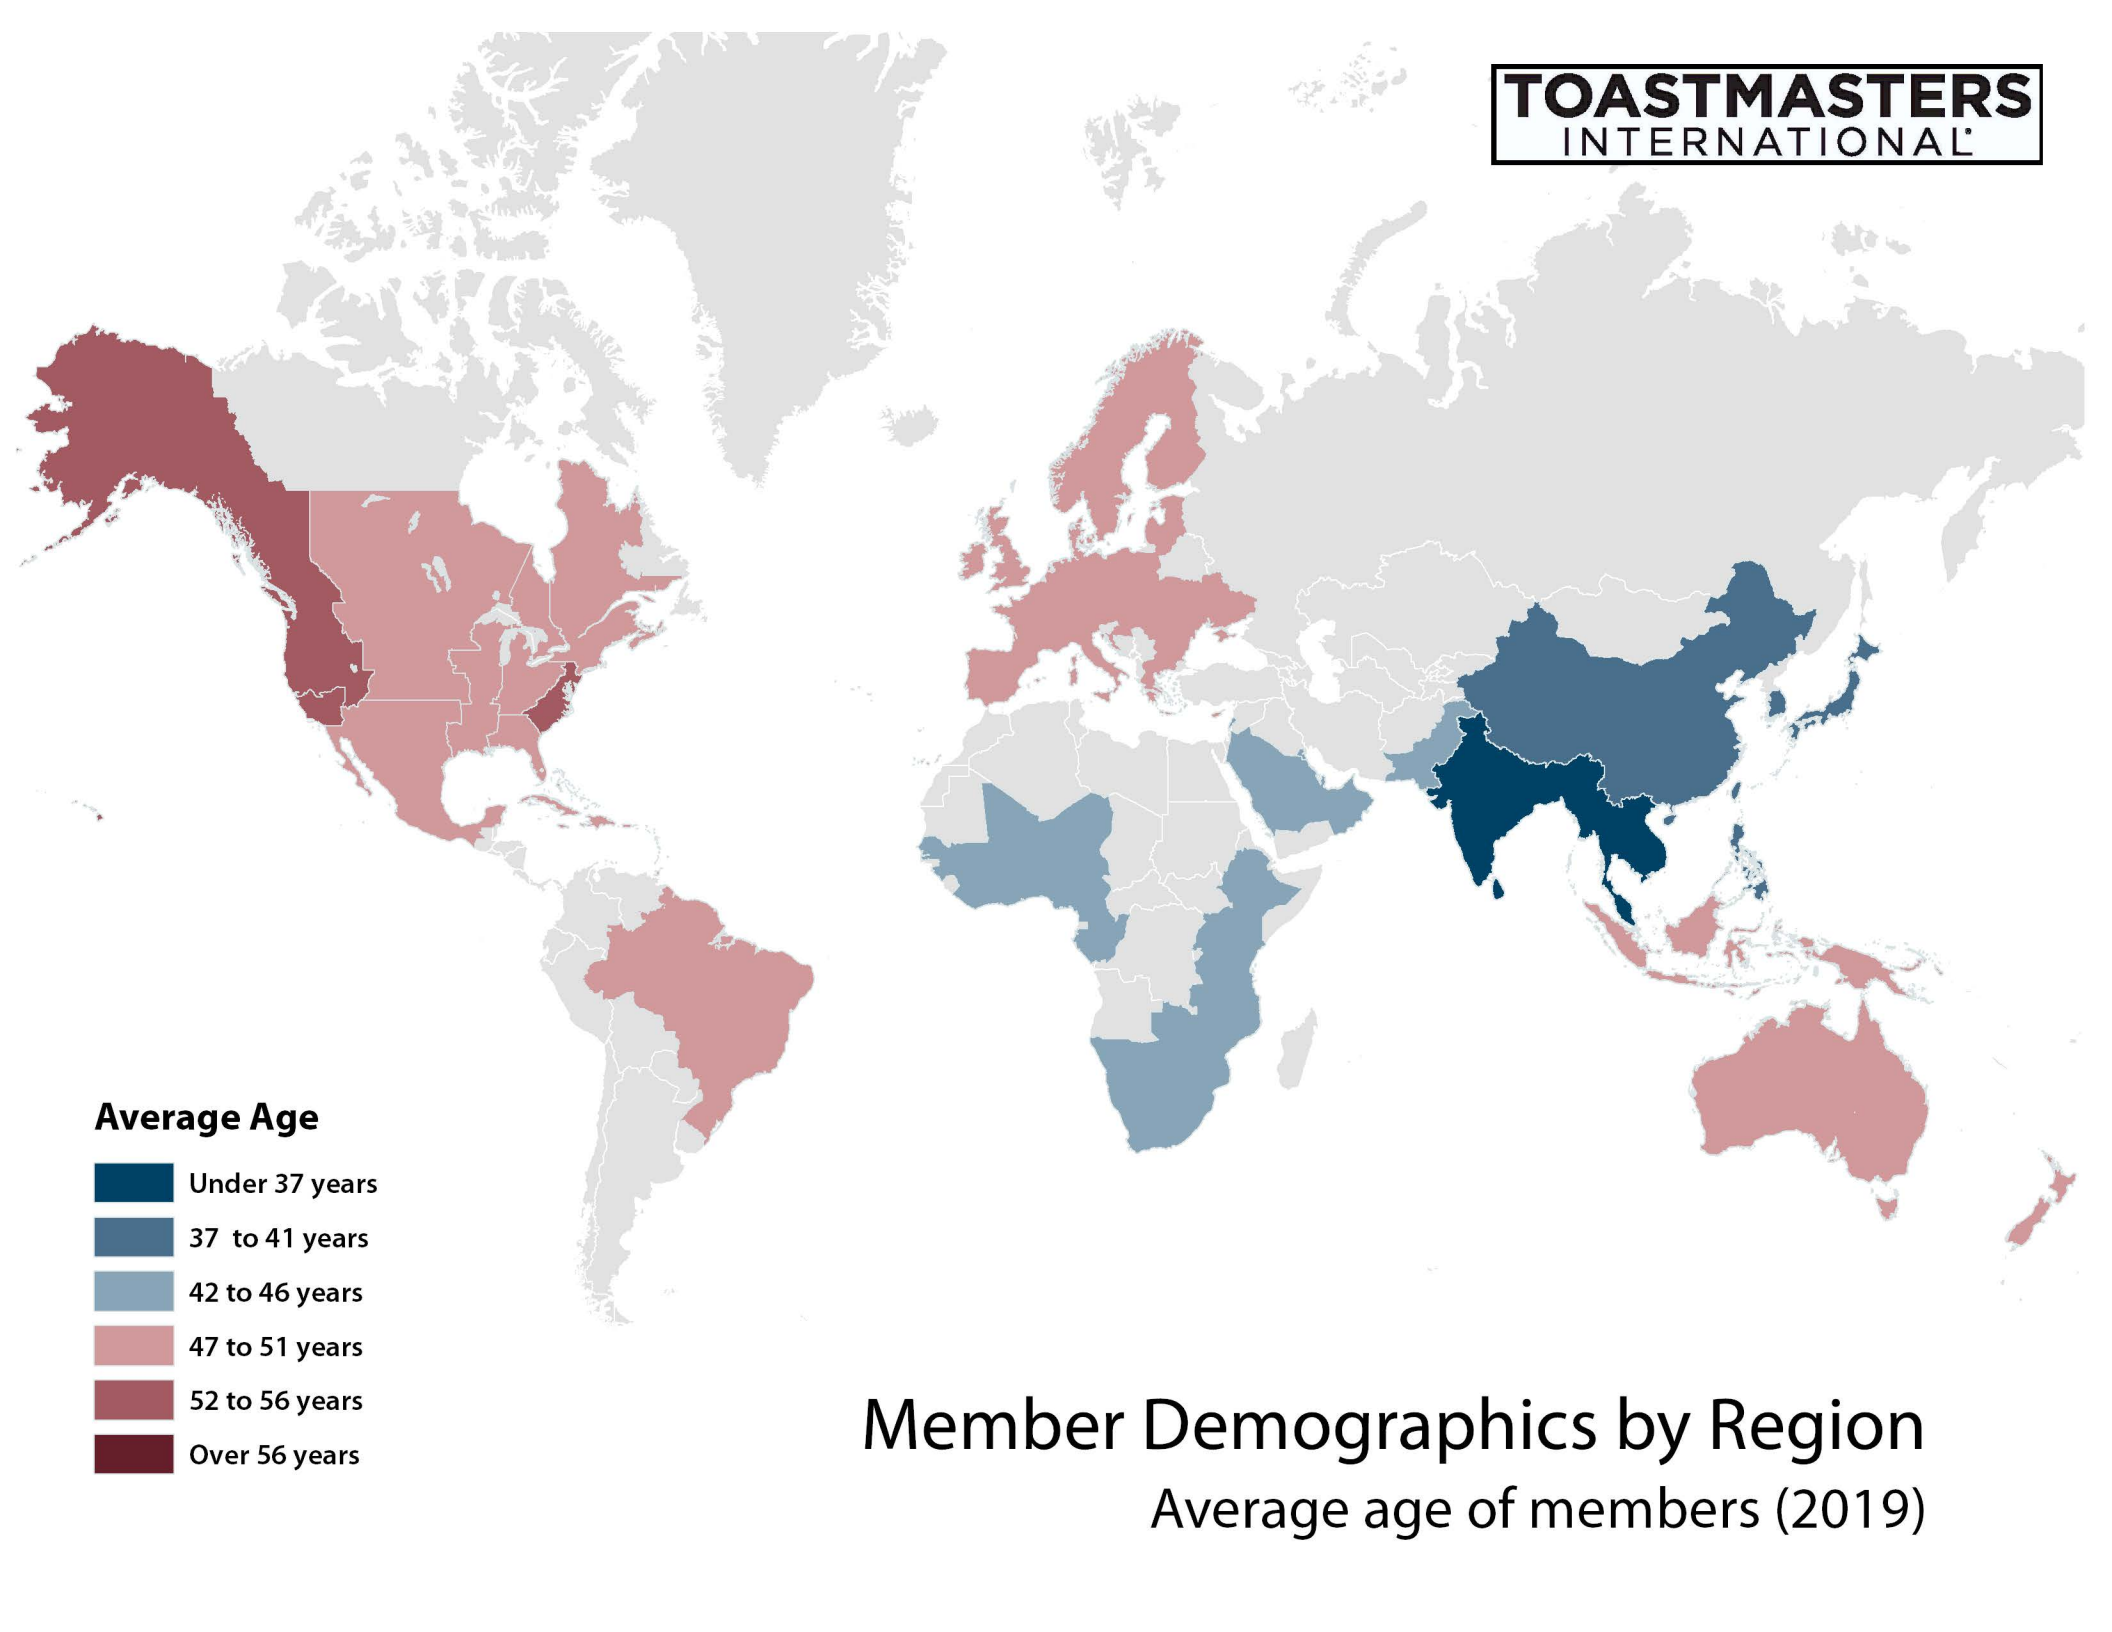 TOASTMASTERS
INTERNATIONAL®
Average Age
Under 37 years
37  to 41 years
42 to 46 years
47 to 51 years
52 to 56 years
Over 56 years
Member Demographics by Region
Average age of members (2019)